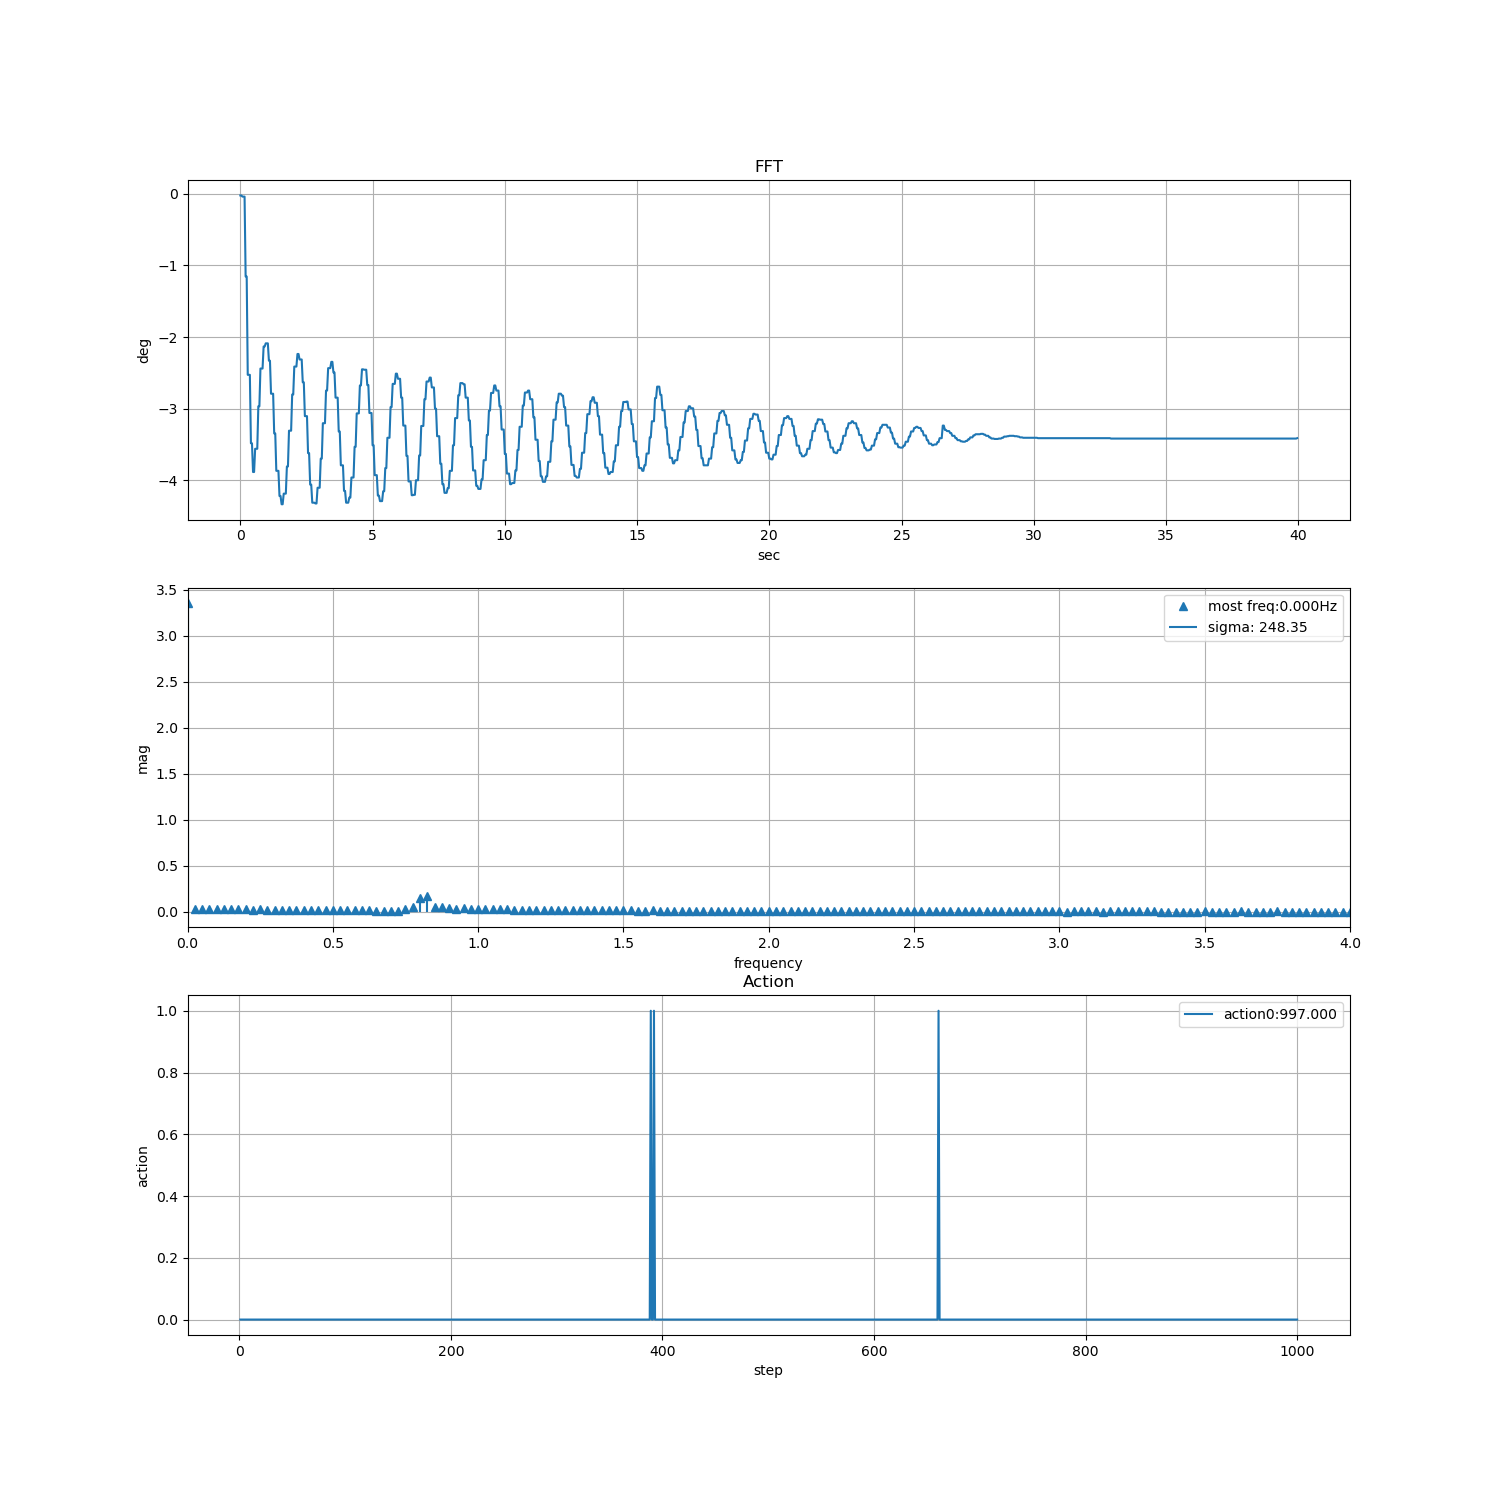 FFT
0
−1
−2
−3
−4
deg
0 5 10 15 20 25 30 35 40
sec
3.5
3.0
2.5
2.0
1.5
1.0
0.5
0.0
mag
most freq:0.000Hz
sigma: 248.35
0.0 0.5 1.0 1.5 2.0 2.5 3.0 3.5 4.0
frequency
Action
1.0
0.8
0.6
0.4
0.2
0.0
action
action0:997.000
0 200 400 600 800 1000
step